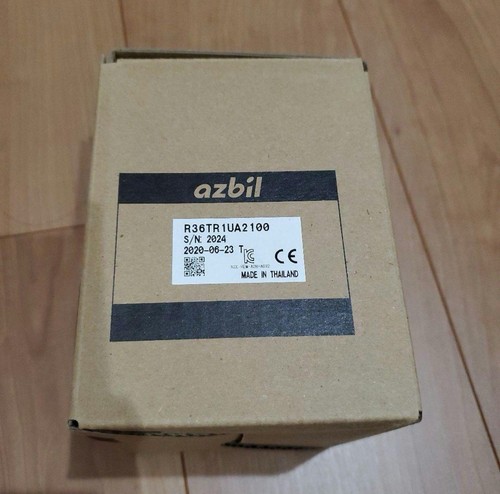 azbil
R36TR1UA2100
S/N: 2024
2020-06-23 T
CE
MADE IN THAILAND